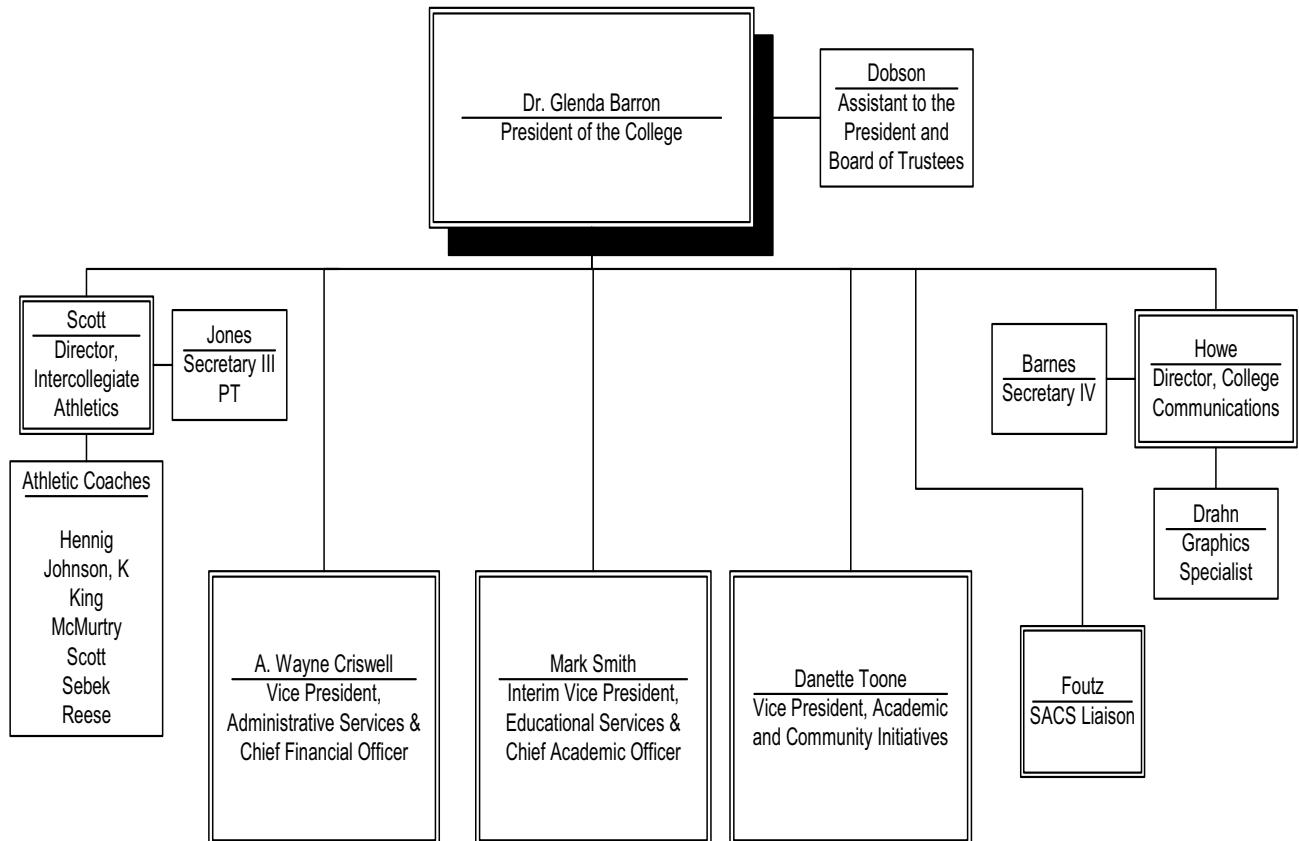 Dr. Glenda Barron
President of the College
Dobson
Assistant to the
President and
Board of Trustees
Scott
Director,
Intercollegiate
Athletics
Jones
Secretary III
PT
Barnes
Secretary IV
Howe
Director, College
Communications
Athletic Coaches
Hennig
Johnson, K
King
McMurtry
Scott
Sebek
Reese
Drahn
Graphics
Specialist
A. Wayne Criswell
Vice President,
Administrative Services &
Chief Financial Officer
Mark Smith
Interim Vice President,
Educational Services &
Chief Academic Officer
Danette Toone
Vice President, Academic
and Community Initiatives
Foutz
SACS Liaison